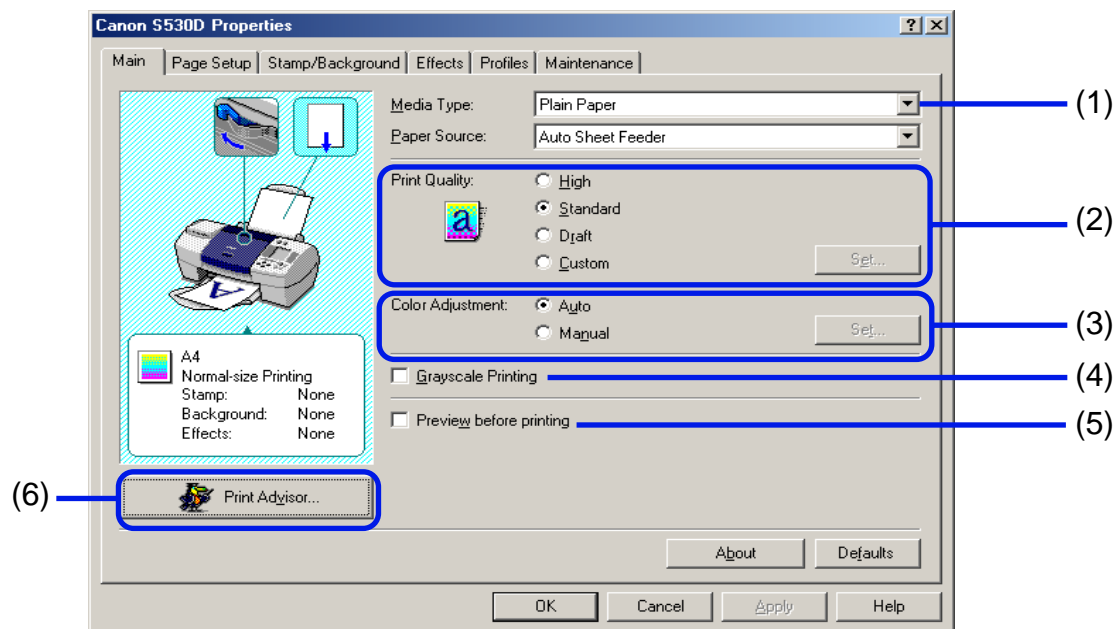 Canon S530D Properties
Main Page Setup Stamp/Background Effects Profiles Maintenance
Media Type: Plain Paper (1)
Paper Source: Auto Sheet Feeder
Print Quality: High
a Standard (2)
Draft
Custom Set...
Color Adjustment: Auto
Manual Set... (3)
A4
Normal-size Printing
Stamp: None
Background: None
Effects: None
Grayscale Printing (4)
Preview before printing (5)
(6) Print Advisor...
About Defaults
OK Cancel Apply Help